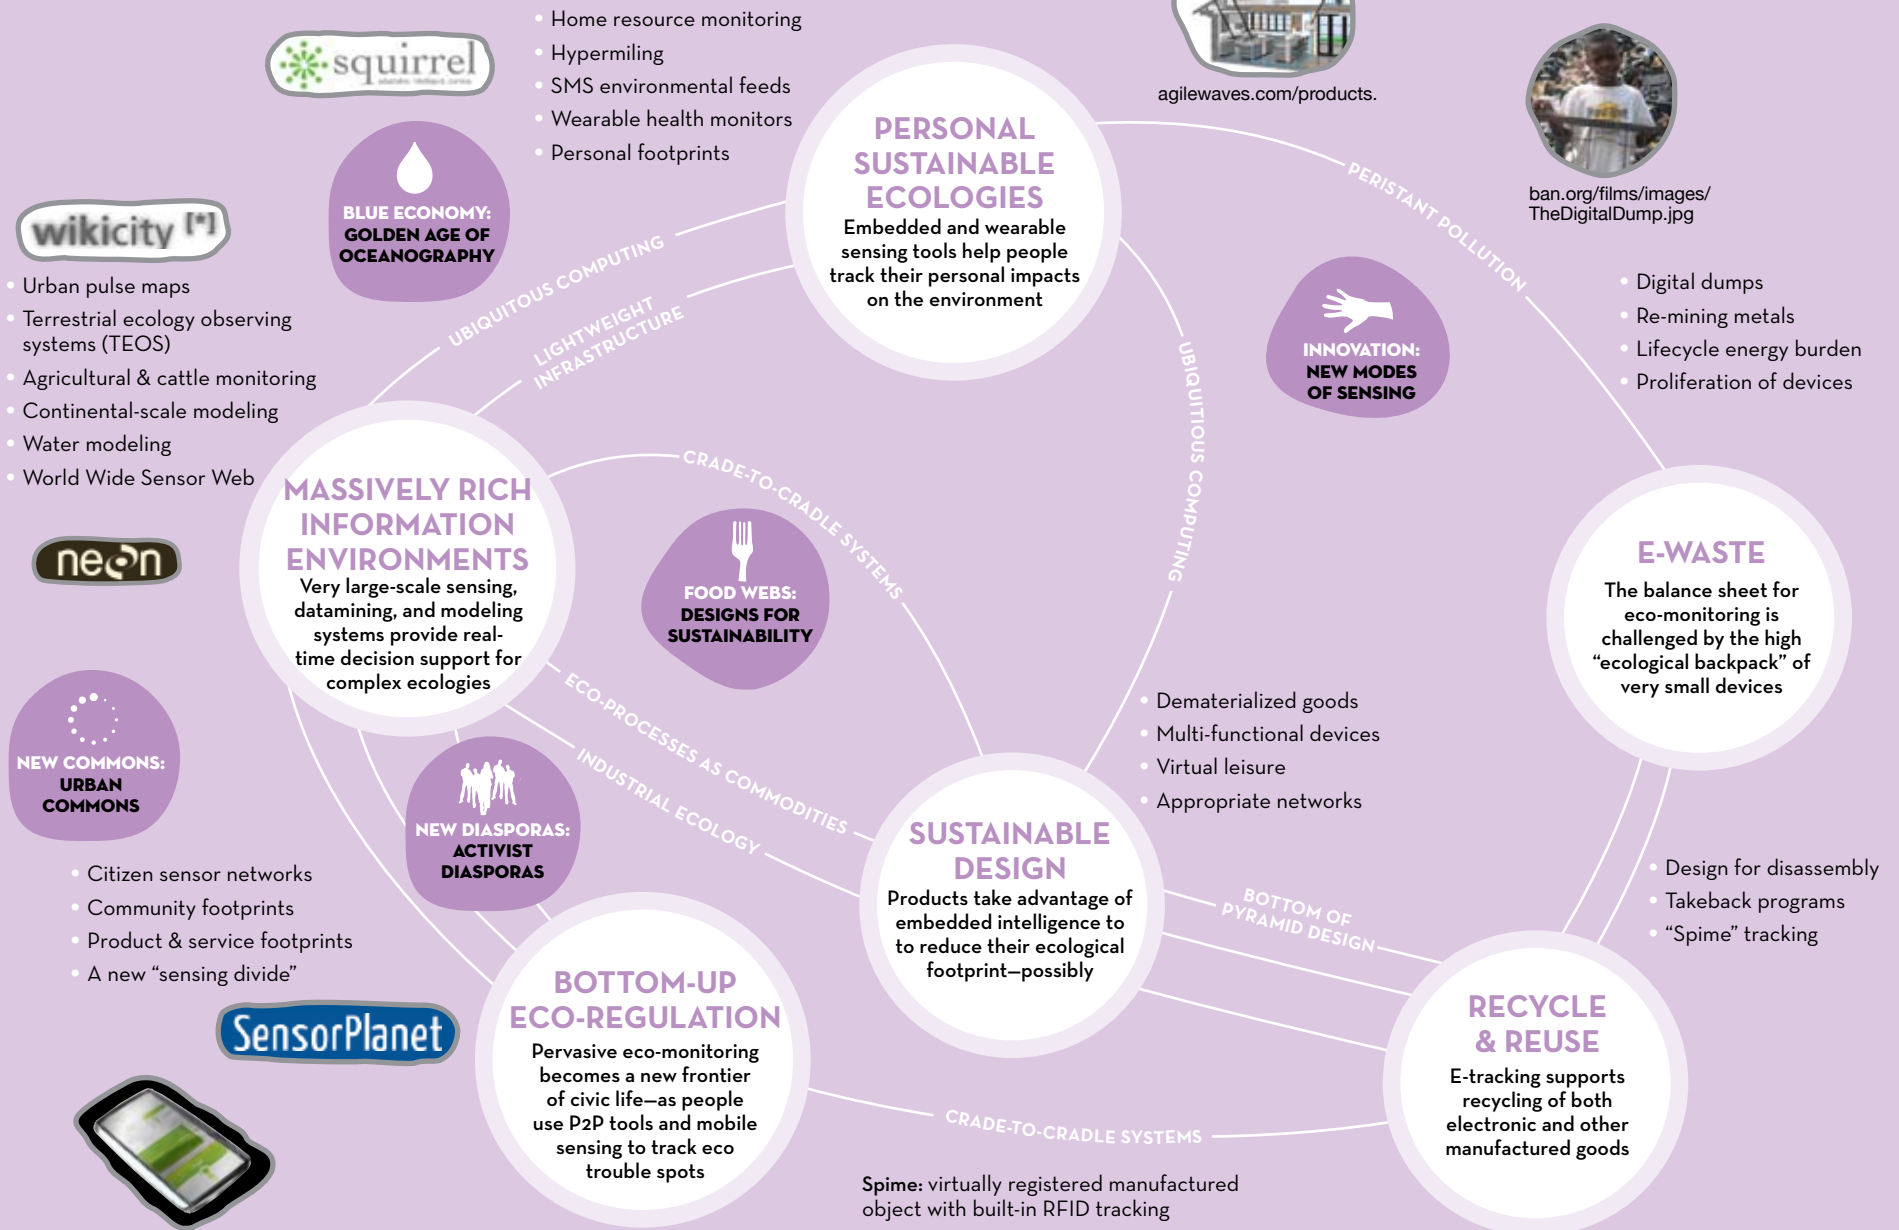 Home resource monitoring
Hypermiling
SMS environmental feeds
Wearable health monitors
Personal footprints
squirrel
BLUE ECONOMY:
GOLDEN AGE OF
OCEANOGRAPHY
wikicity [*]
Urban pulse maps
Terrestrial ecology observing
systems (TEOS)
Agricultural & cattle monitoring
Continental-scale modeling
Water modeling
World Wide Sensor Web
PERSONAL
SUSTAINABLE
ECOLOGIES
Embedded and wearable
sensing tools help people
track their personal impacts
on the environment
agilewaves.com/products.
ban.org/films/images/
TheDigitalDump.jpg
UBIQUITOUS COMPUTING
LIGHTWEIGHT
INFRASTRUCTURE
PERISTANT POLLUTION
UBIQUITIOUS COMPUTING
INNOVATION:
NEW MODES
OF SENSING
Digital dumps
Re-mining metals
Lifecycle energy burden
Proliferation of devices
MASSIVELY RICH
INFORMATION
ENVIRONMENTS
Very large-scale sensing,
datamining, and modeling
systems provide real-
time decision support for
complex ecologies
CRADE-TO-CRADLE SYSTEMS
FOOD WEBS:
DESIGNS FOR
SUSTAINABILITY
E-WASTE
The balance sheet for
eco-monitoring is
challenged by the high
“ecological backpack” of
very small devices
neon
NEW COMMONS:
URBAN
COMMONS
ECO-PROCESSES AS COMMODITIES
INDUSTRIAL ECOLOGY
NEW DIASPORAS:
ACTIVIST
DIASPORAS
Dematerialized goods
Multi-functional devices
Virtual leisure
Appropriate networks
SUSTAINABLE
DESIGN
Products take advantage of
embedded intelligence to
to reduce their ecological
footprint—possibly
Citizen sensor networks
Community footprints
Product & service footprints
A new “sensing divide”
BOTTOM OF
PYRAMID DESIGN
Design for disassembly
Takeback programs
“Spime” tracking
SensorPlanet
BOTTOM-UP
ECO-REGULATION
Pervasive eco-monitoring
becomes a new frontier
of civic life—as people
use P2P tools and mobile
sensing to track eco
trouble spots
RECYCLE
& REUSE
E-tracking supports
recycling of both
electronic and other
manufactured goods
CRADE-TO-CRADLE SYSTEMS
Spime: virtually registered manufactured
object with built-in RFID tracking